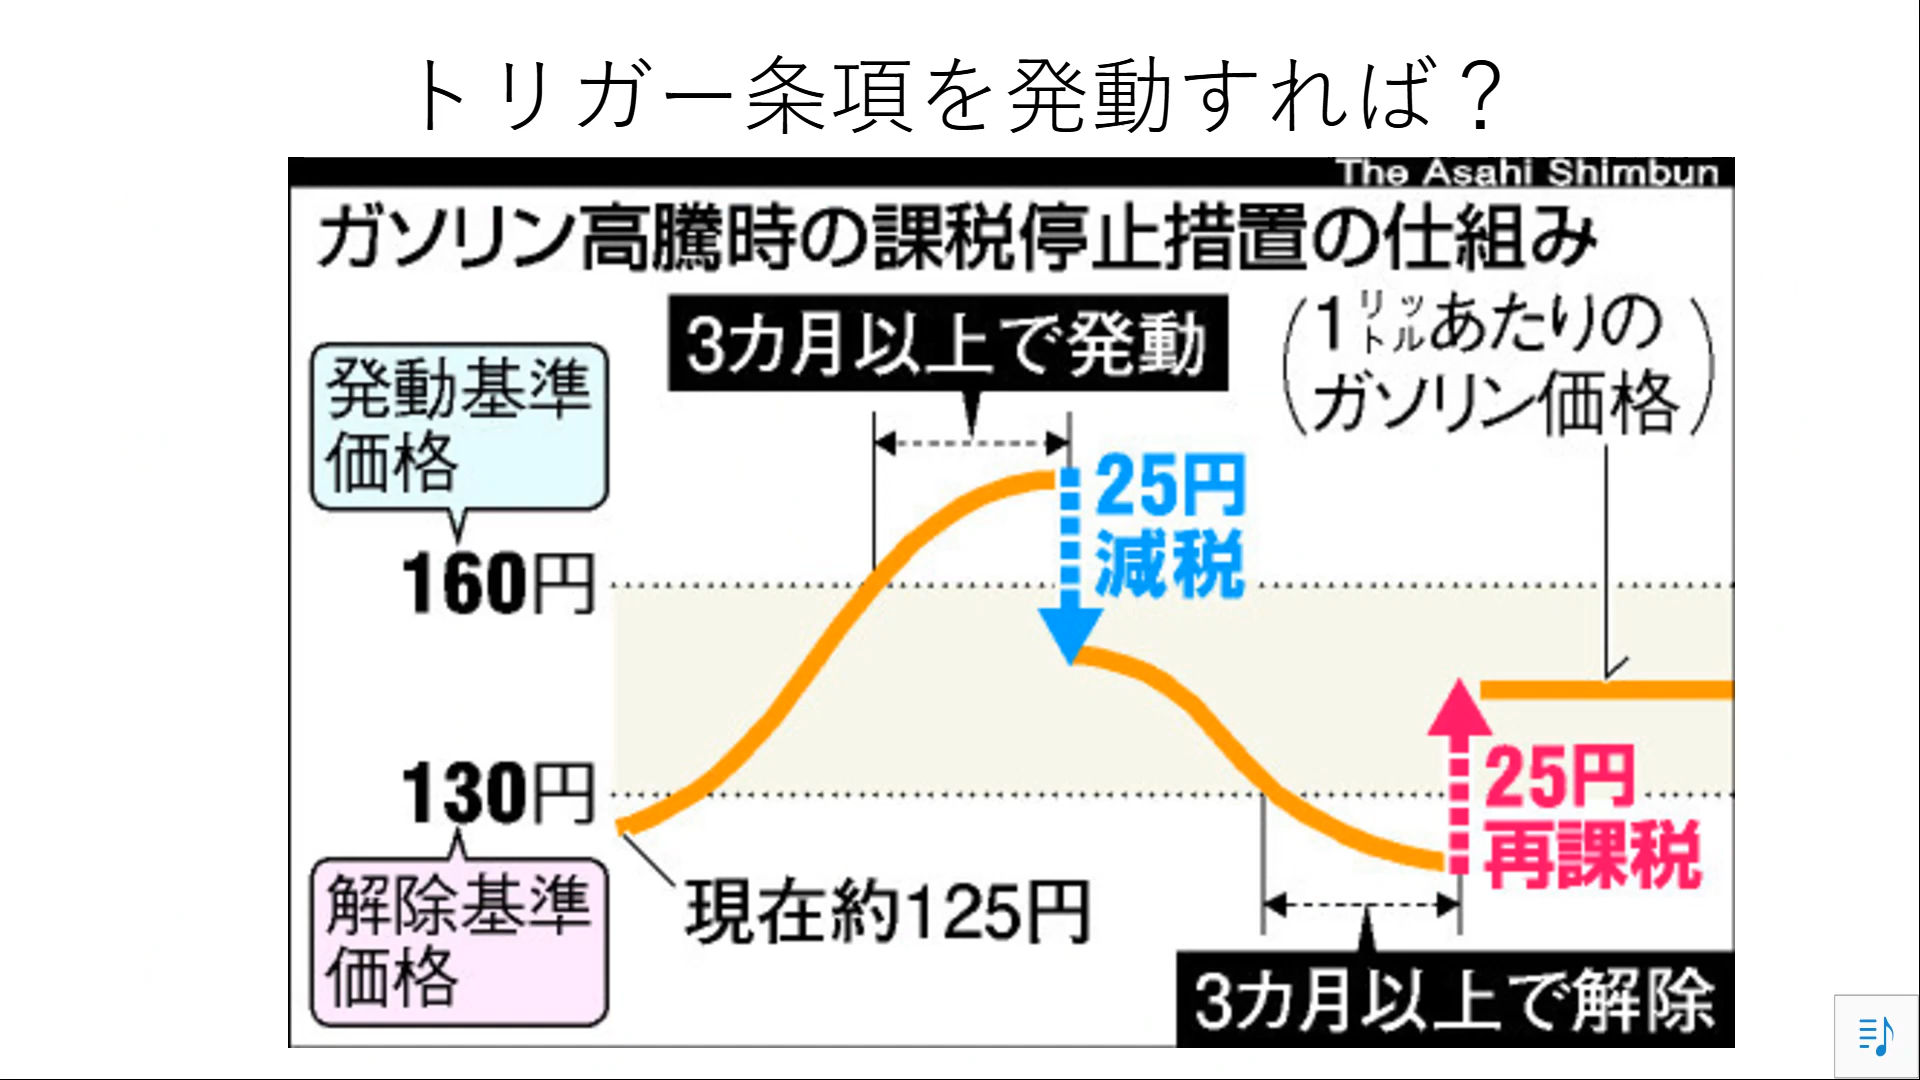 トリガー条項を発動すれば？
The Asahi Shimbun
ガソリン高騰時の課税停止措置の仕組み
3カ月以上で発動
（1リットルあたりの
ガソリン価格）
発動基準
価格
25円
減税
160円
130円
25円
再課税
解除基準
価格
現在約125円
3カ月以上で解除